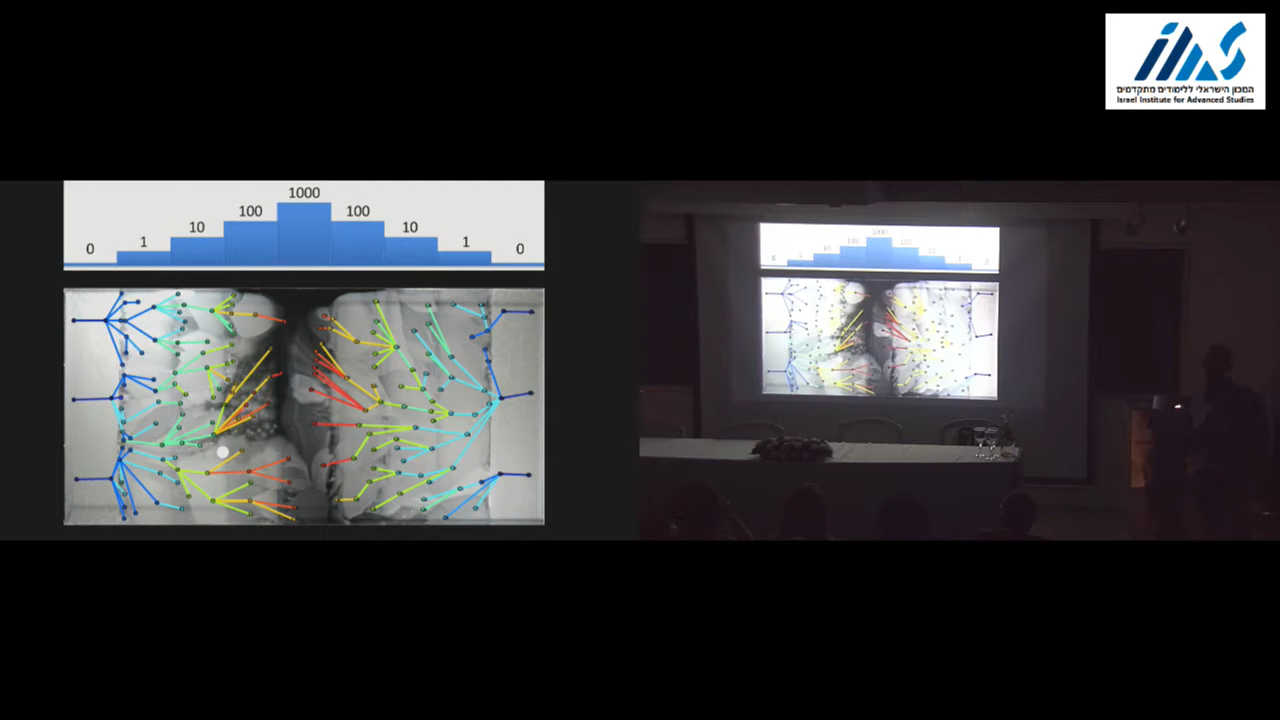 המכון הישראלי ללימודים מתקדמים
Israel Institute for Advanced Studies
0 1 10 100 1000 100 10 1 0